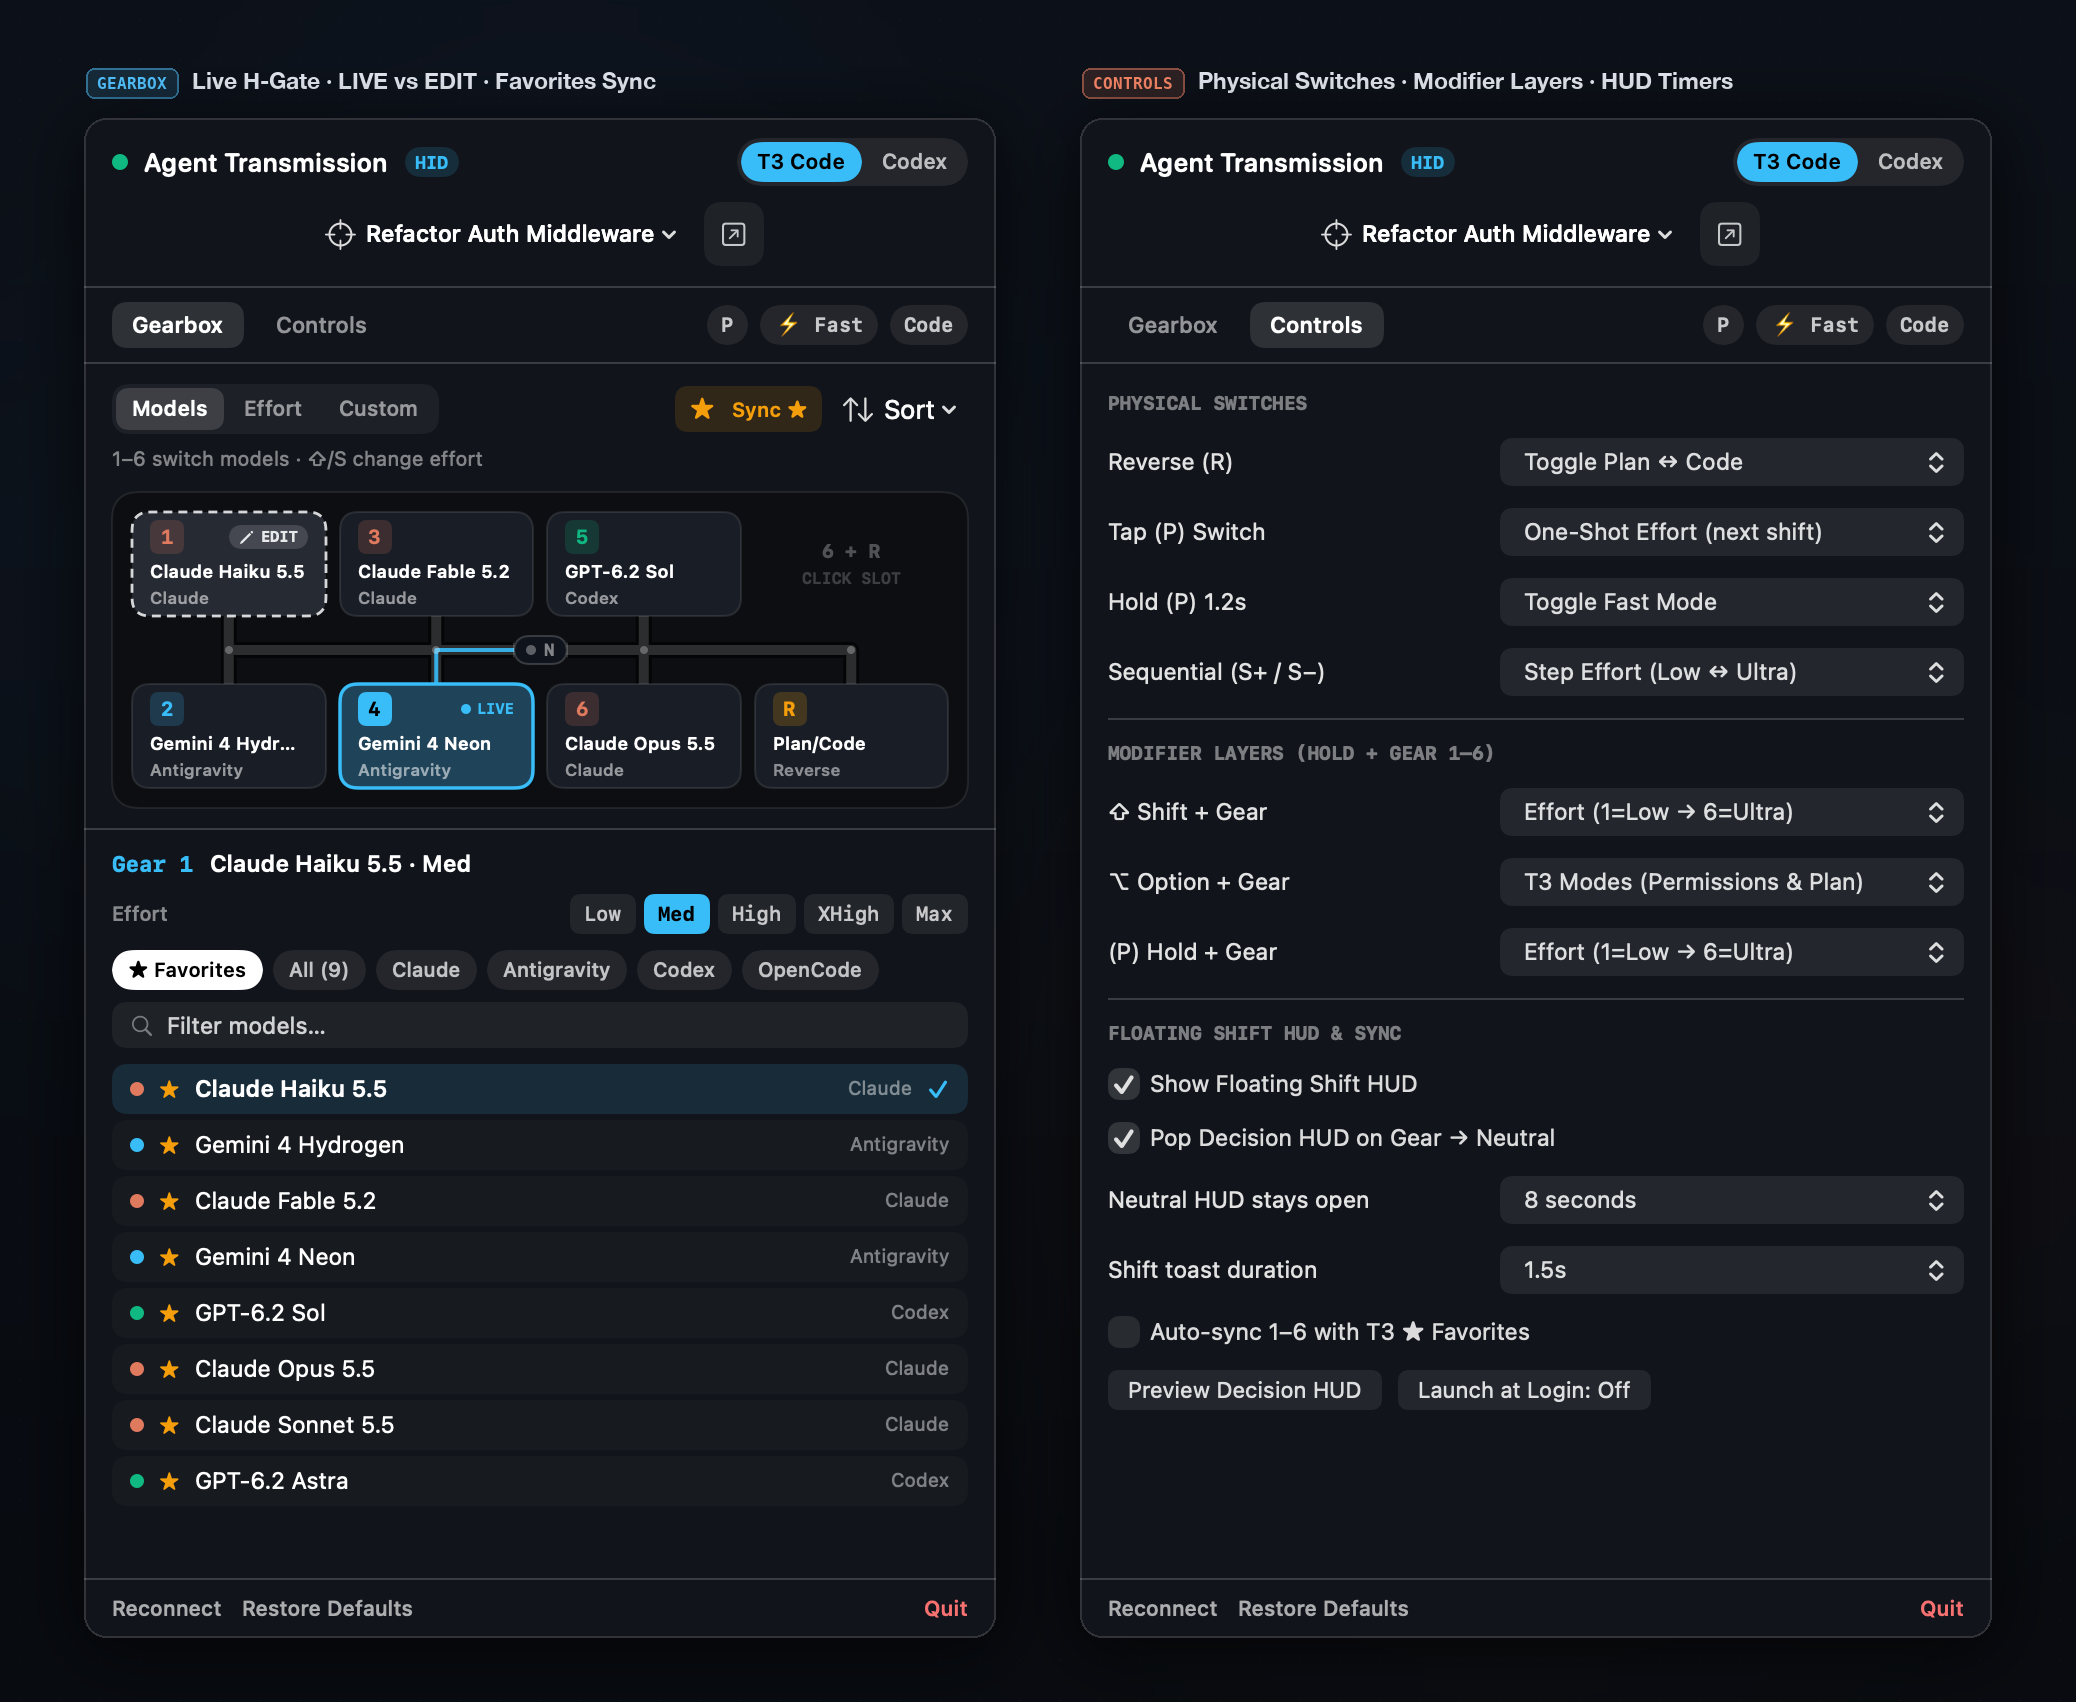 GEARBOX Live H-Gate · LIVE vs EDIT · Favorites Sync
Agent Transmission HID T3 Code Codex
Refactor Auth Middleware
Gearbox Controls P ⚡ Fast Code
Models Effort Custom ★ Sync ★ Sort
1–6 switch models · ⇧/S change effort
1 EDIT
Claude Haiku 5.5
Claude
3
Claude Fable 5.2
Claude
5
GPT-6.2 Sol
Codex
6 + R
CLICK SLOT
N
2
Gemini 4 Hydr...
Antigravity
4 LIVE
Gemini 4 Neon
Antigravity
6
Claude Opus 5.5
Claude
R
Plan/Code
Reverse
Gear 1 Claude Haiku 5.5 · Med
Effort Low Med High XHigh Max
★ Favorites All (9) Claude Antigravity Codex OpenCode
Filter models...
★ Claude Haiku 5.5 Claude ✓
★ Gemini 4 Hydrogen Antigravity
★ Claude Fable 5.2 Claude
★ Gemini 4 Neon Antigravity
★ GPT-6.2 Sol Codex
★ Claude Opus 5.5 Claude
★ Claude Sonnet 5.5 Claude
★ GPT-6.2 Astra Codex
Reconnect Restore Defaults Quit
CONTROLS Physical Switches · Modifier Layers · HUD Timers
Agent Transmission HID T3 Code Codex
Refactor Auth Middleware
Gearbox Controls P ⚡ Fast Code
PHYSICAL SWITCHES
Reverse (R) Toggle Plan ↔ Code
Tap (P) Switch One-Shot Effort (next shift)
Hold (P) 1.2s Toggle Fast Mode
Sequential (S+ / S−) Step Effort (Low ↔ Ultra)
MODIFIER LAYERS (HOLD + GEAR 1–6)
⇧ Shift + Gear Effort (1=Low → 6=Ultra)
⌥ Option + Gear T3 Modes (Permissions & Plan)
(P) Hold + Gear Effort (1=Low → 6=Ultra)
FLOATING SHIFT HUD & SYNC
Show Floating Shift HUD
Pop Decision HUD on Gear → Neutral
Neutral HUD stays open 8 seconds
Shift toast duration 1.5s
Auto-sync 1–6 with T3 ★ Favorites
Preview Decision HUD Launch at Login: Off
Reconnect Restore Defaults Quit